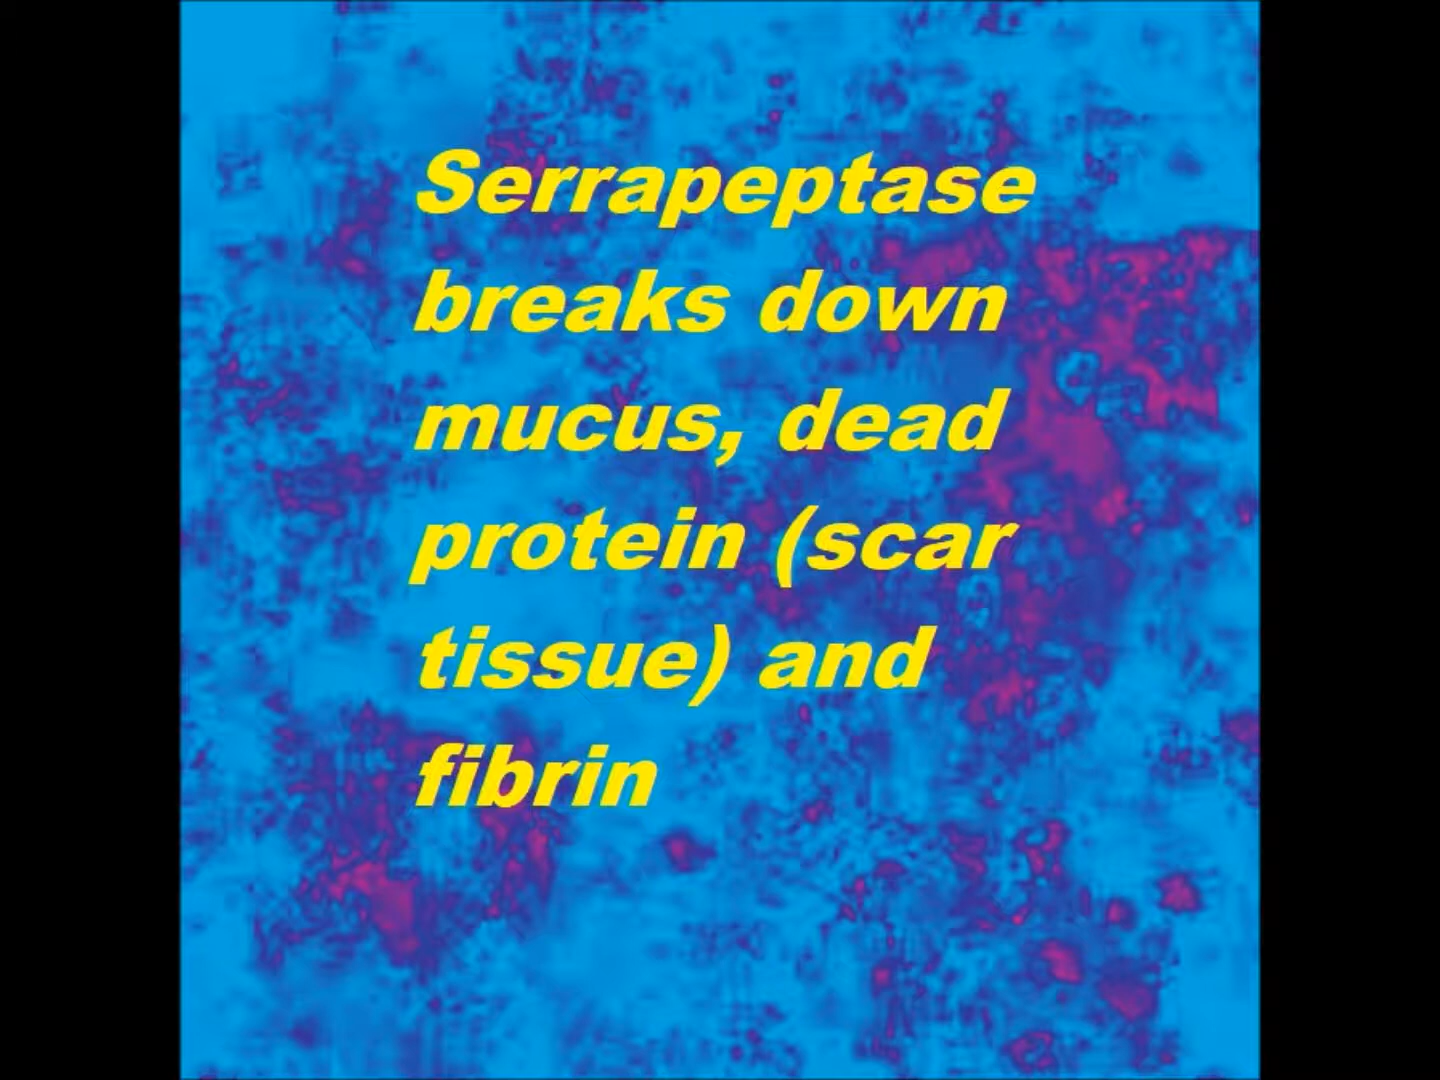 Serrapeptase
breaks down
mucus, dead
protein (scar
tissue) and
fibrin